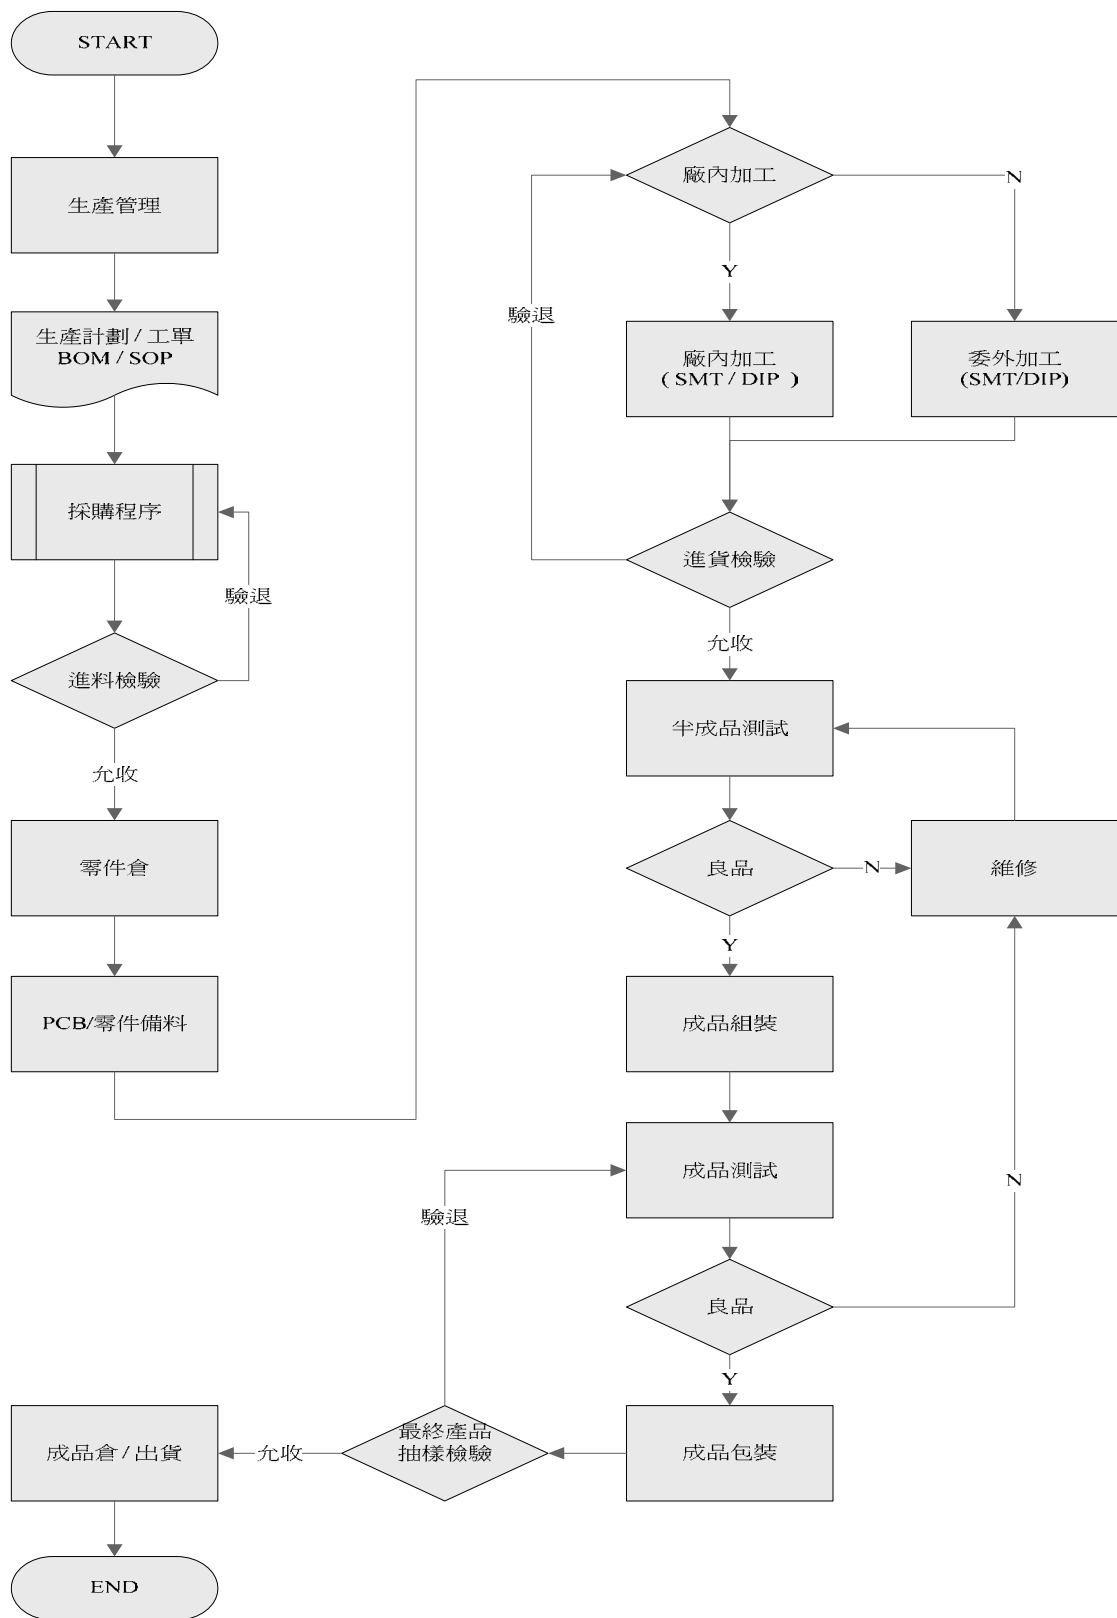 START
生產管理
生產計劃 / 工單
BOM / SOP
採購程序
驗退
進料檢驗
允收
零件倉
PCB/零件備料
廠內加工
N
Y
驗退
廠內加工
( SMT / DIP )
委外加工
(SMT/DIP)
進貨檢驗
允收
半成品測試
良品
N
維修
Y
成品組裝
成品測試
N
驗退
良品
Y
成品包裝
最終產品
抽樣檢驗
允收
成品倉 / 出貨
END